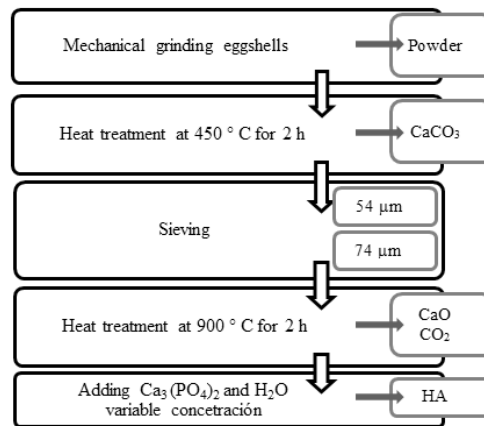 Mechanical grinding eggshells
Powder
Heat treatment at 450 ° C for 2 h
CaCO₃
Sieving
54 μm
74 μm
Heat treatment at 900 ° C for 2 h
CaO
CO₂
Adding Ca₃(PO₄)₂ and H₂O
variable concetración
HA